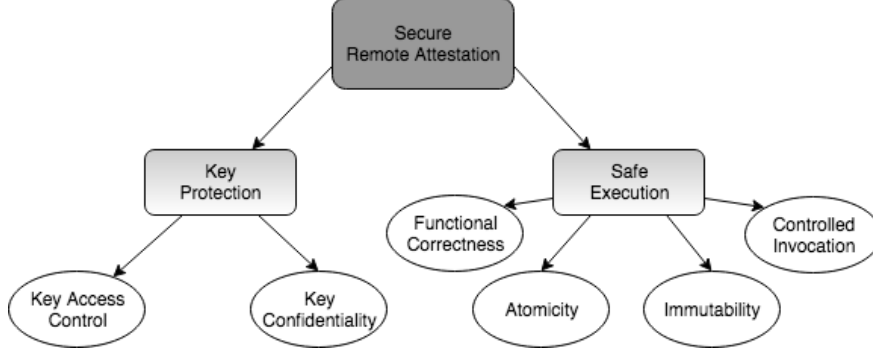 Secure
Remote Attestation
Key
Protection
Safe
Execution
Functional
Correctness
Controlled
Invocation
Key Access
Control
Key
Confidentiality
Atomicity
Immutability